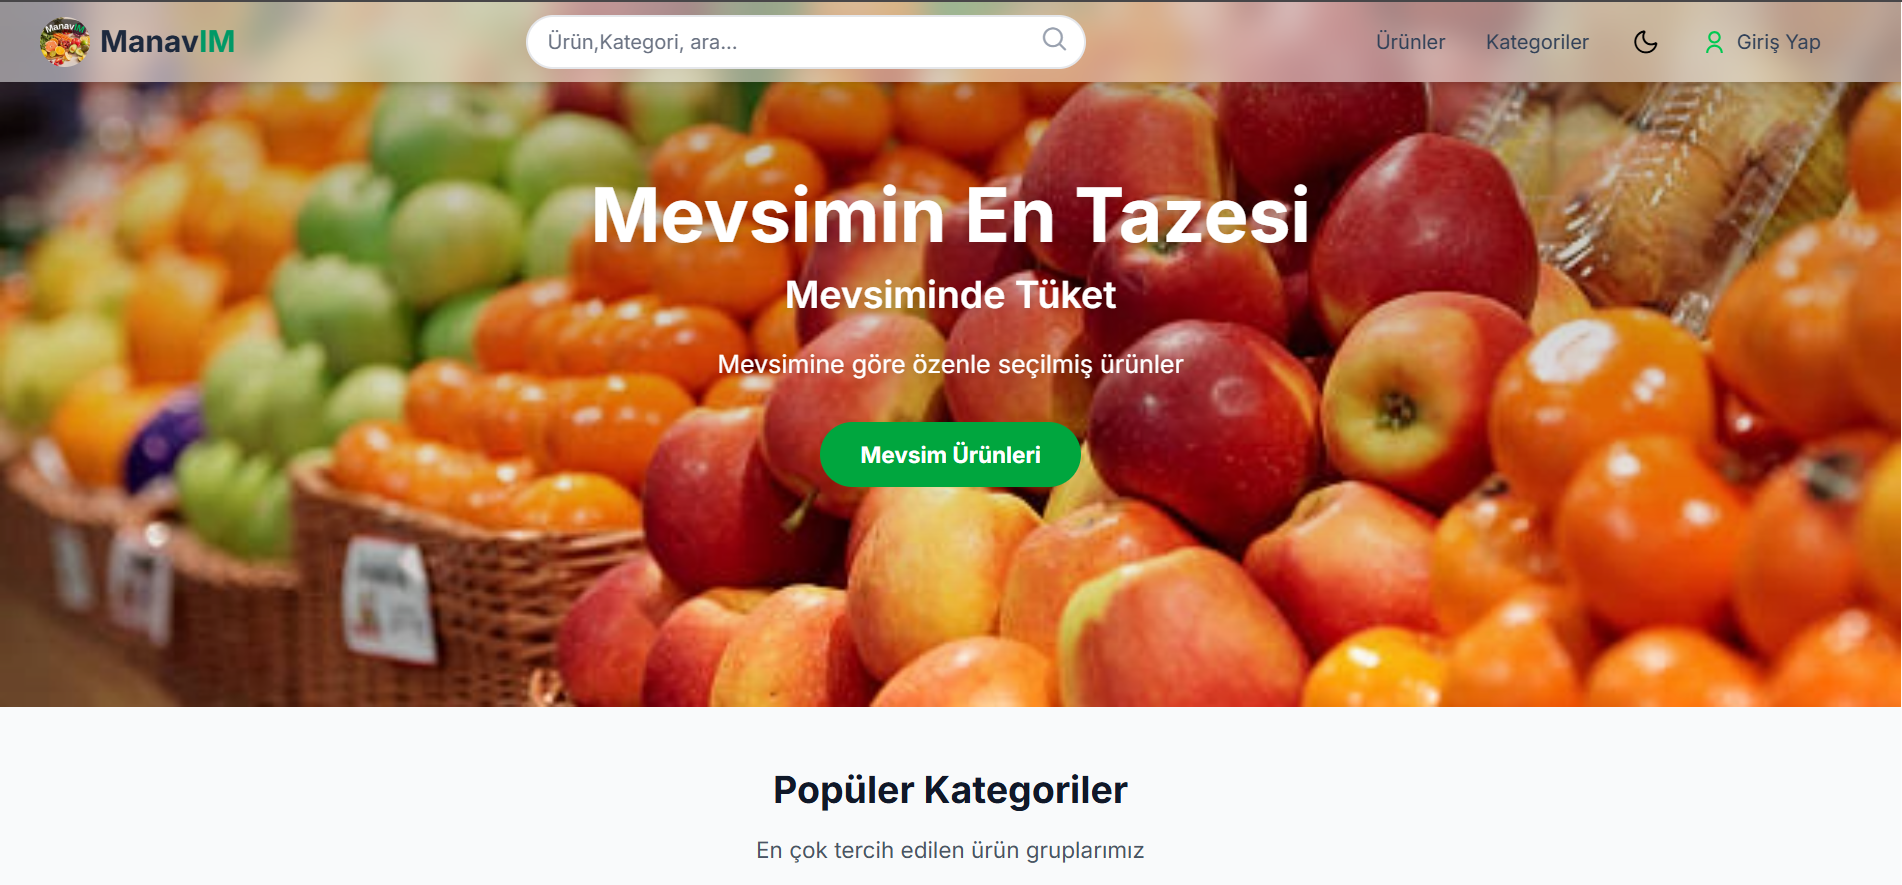 ManavIM
ManavIM
Ürün,Kategori, ara...
Ürünler
Kategoriler
Giriş Yap
Mevsimin En Tazesi
Mevsiminde Tüket
Mevsimine göre özenle seçilmiş ürünler
Mevsim Ürünleri
Popüler Kategoriler
En çok tercih edilen ürün gruplarımız